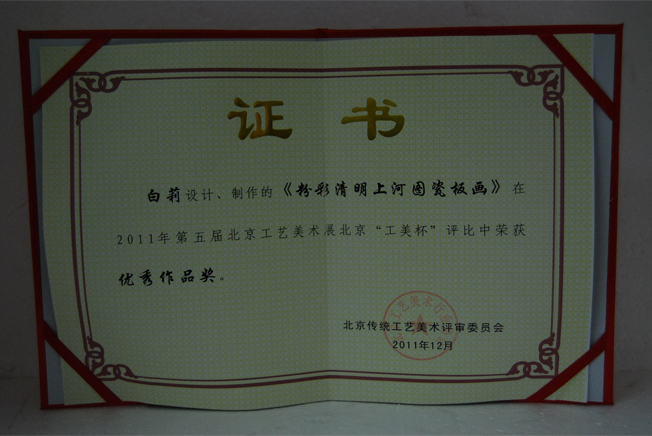 证书
白莉设计、制作的《粉彩清明上河图瓷板画》在
2011年第五届北京工艺美术展北京“工美杯”评比中荣获
优秀作品奖。
北京传统工艺美术评审委员会
2011年12月